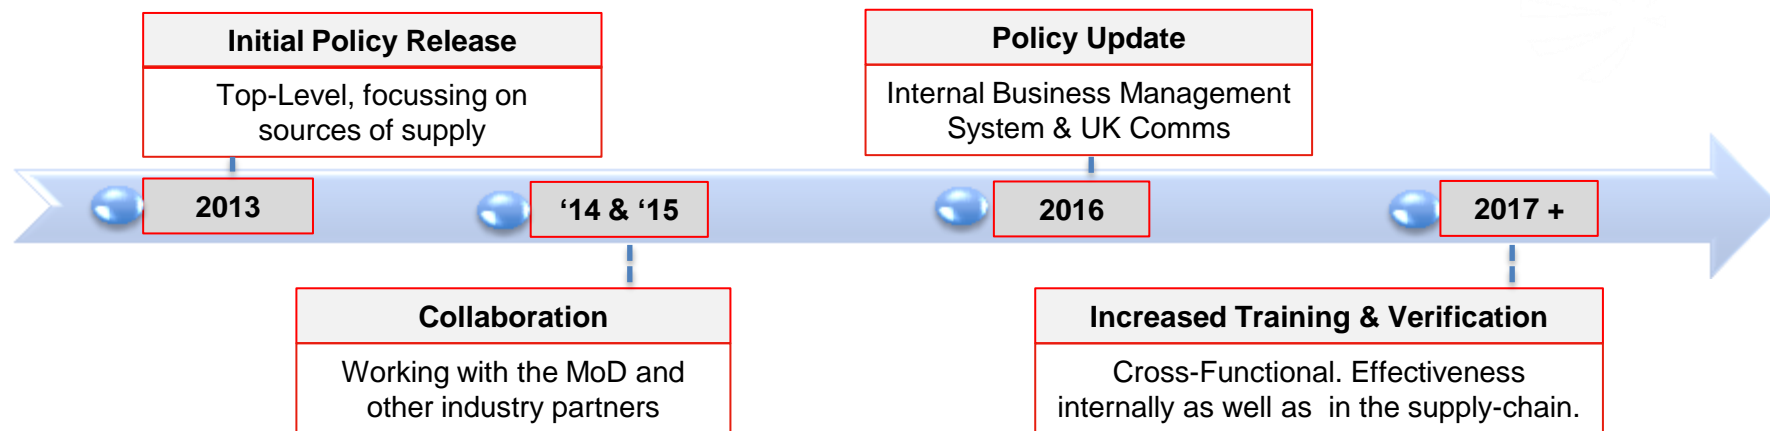 Initial Policy Release
Top-Level, focussing on
sources of supply
Policy Update
Internal Business Management
System & UK Comms
2013
‘14 & ‘15
2016
2017 +
Collaboration
Working with the MoD and
other industry partners
Increased Training & Verification
Cross-Functional. Effectiveness
internally as well as  in the supply-chain.